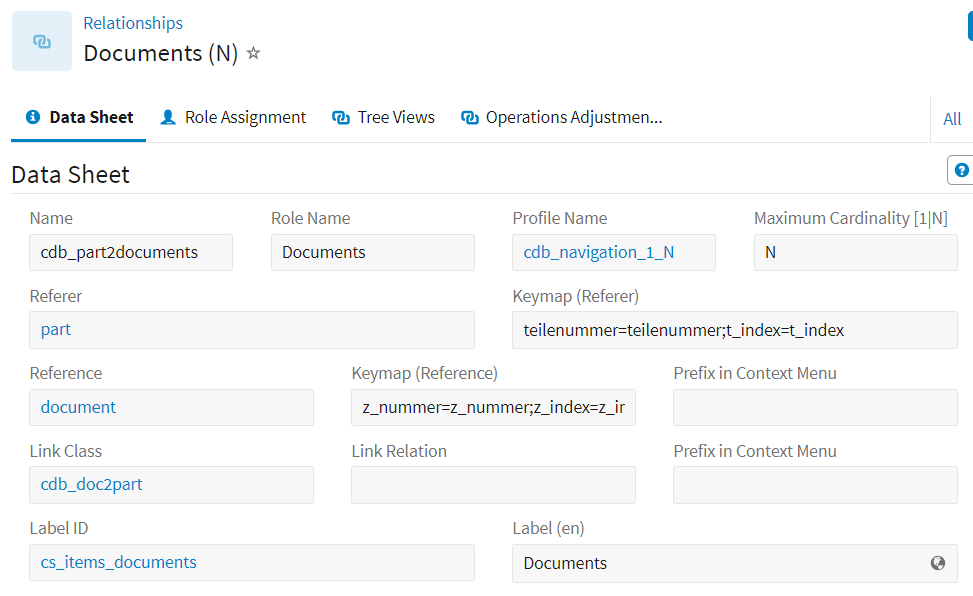 Relationships
Documents (N)
Data Sheet Role Assignment Tree Views Operations Adjustmen... All
Data Sheet
Name Role Name Profile Name Maximum Cardinality [1|N]
cdb_part2documents Documents cdb_navigation_1_N N
Referer Keymap (Referer)
part teilenummer=teilenummer;t_index=t_index
Reference Keymap (Reference) Prefix in Context Menu
document z_nummer=z_nummer;z_index=z_ir
Link Class Link Relation Prefix in Context Menu
cdb_doc2part
Label ID Label (en)
cs_items_documents Documents